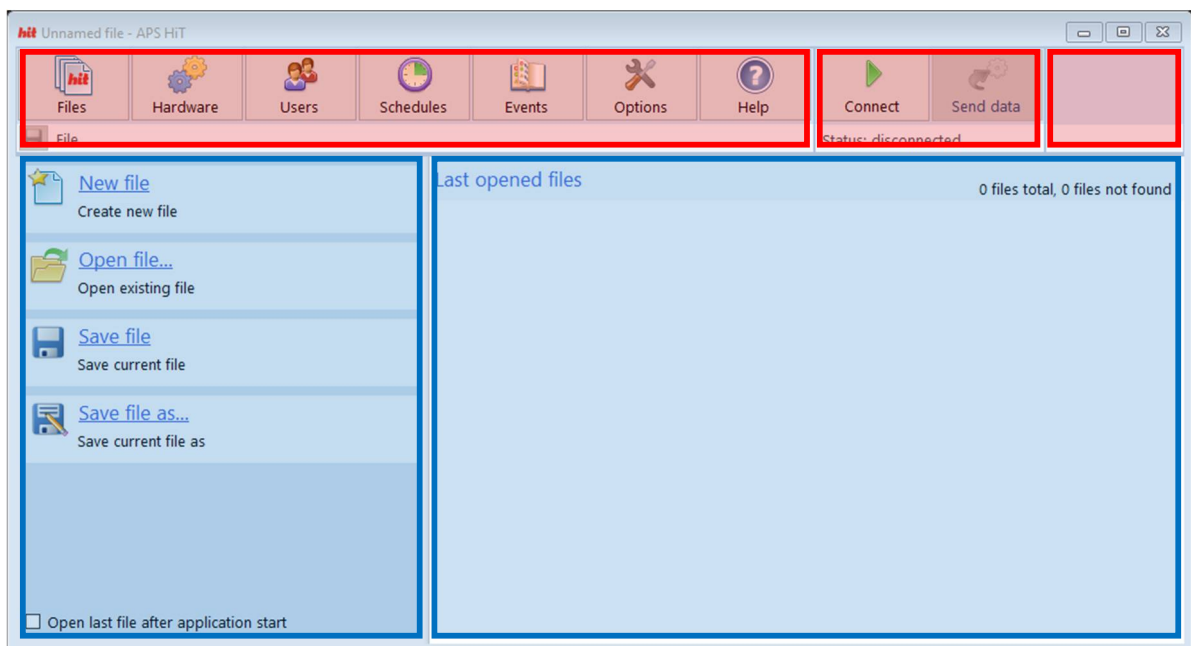 hit Unnamed file - APS HiT
hit
Files Hardware Users Schedules Events Options Help Connect Send data
File Status: disconnected
New file
Create new file
Open file...
Open existing file
Save file
Save current file
Save file as...
Save current file as
Open last file after application start
Last opened files
0 files total, 0 files not found